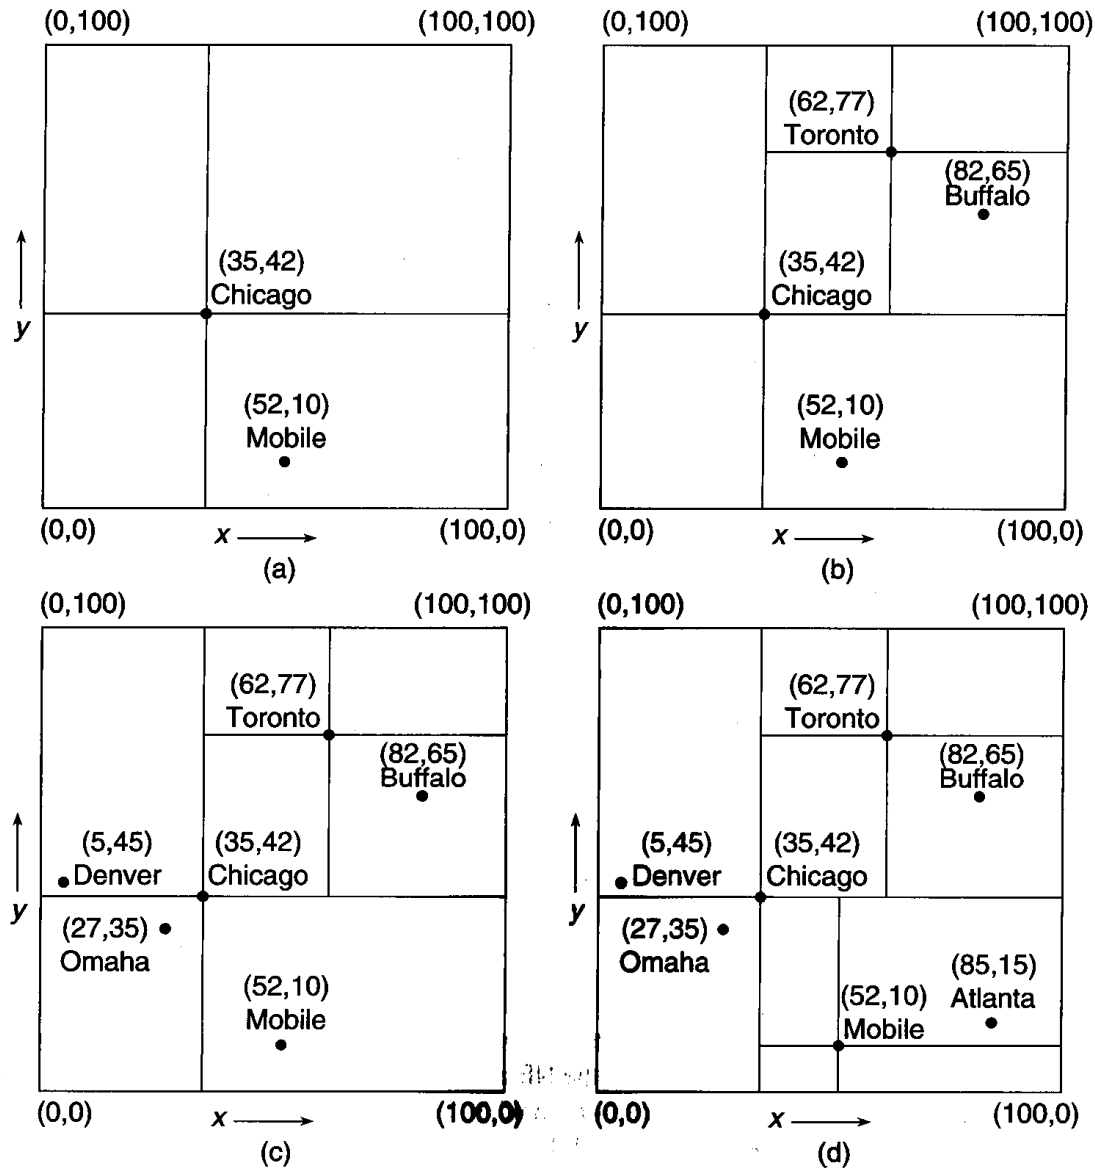 (0,100) (100,100)
(35,42)
Chicago
y
(52,10)
Mobile
(0,0) x (100,0)
(a)
(0,100) (100,100)
(62,77)
Toronto
(82,65)
Buffalo
(35,42)
Chicago
y
(52,10)
Mobile
(0,0) x (100,0)
(b)
(0,100) (100,100)
(62,77)
Toronto
(82,65)
Buffalo
(5,45) (35,42)
Denver Chicago
y
(27,35)
Omaha
(52,10)
Mobile
(0,0) x (100,0)
(c)
(0,100) (100,100)
(62,77)
Toronto
(82,65)
Buffalo
(5,45) (35,42)
Denver Chicago
y
(27,35)
Omaha
(85,15)
(52,10) Atlanta
Mobile
(0,0) x (100,0)
(d)